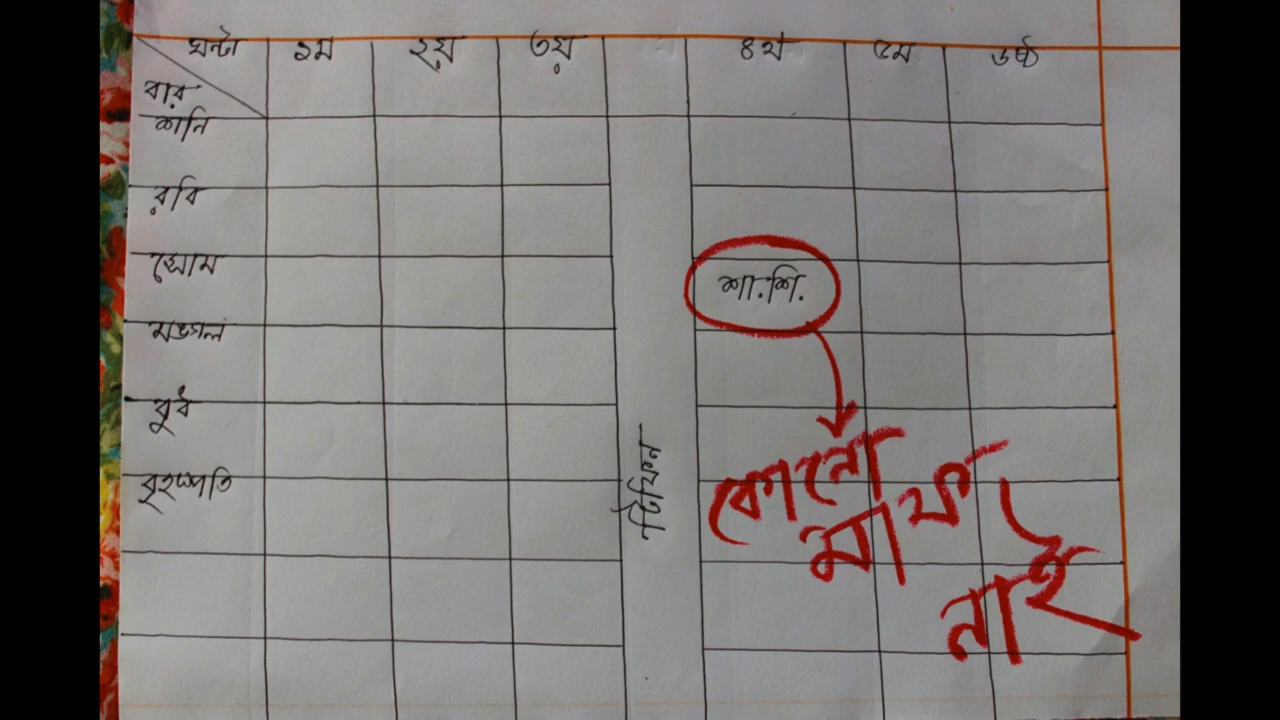 ঘন্টা ১ম ২য় ৩য় ৪র্থ ৫ম ৬ষ্ঠ
বার
শনি
রবি
সোম শা.শি.
মঙ্গল
বুধ
বৃহস্পতি
টিফিন
কোনো
মাফ
নাই